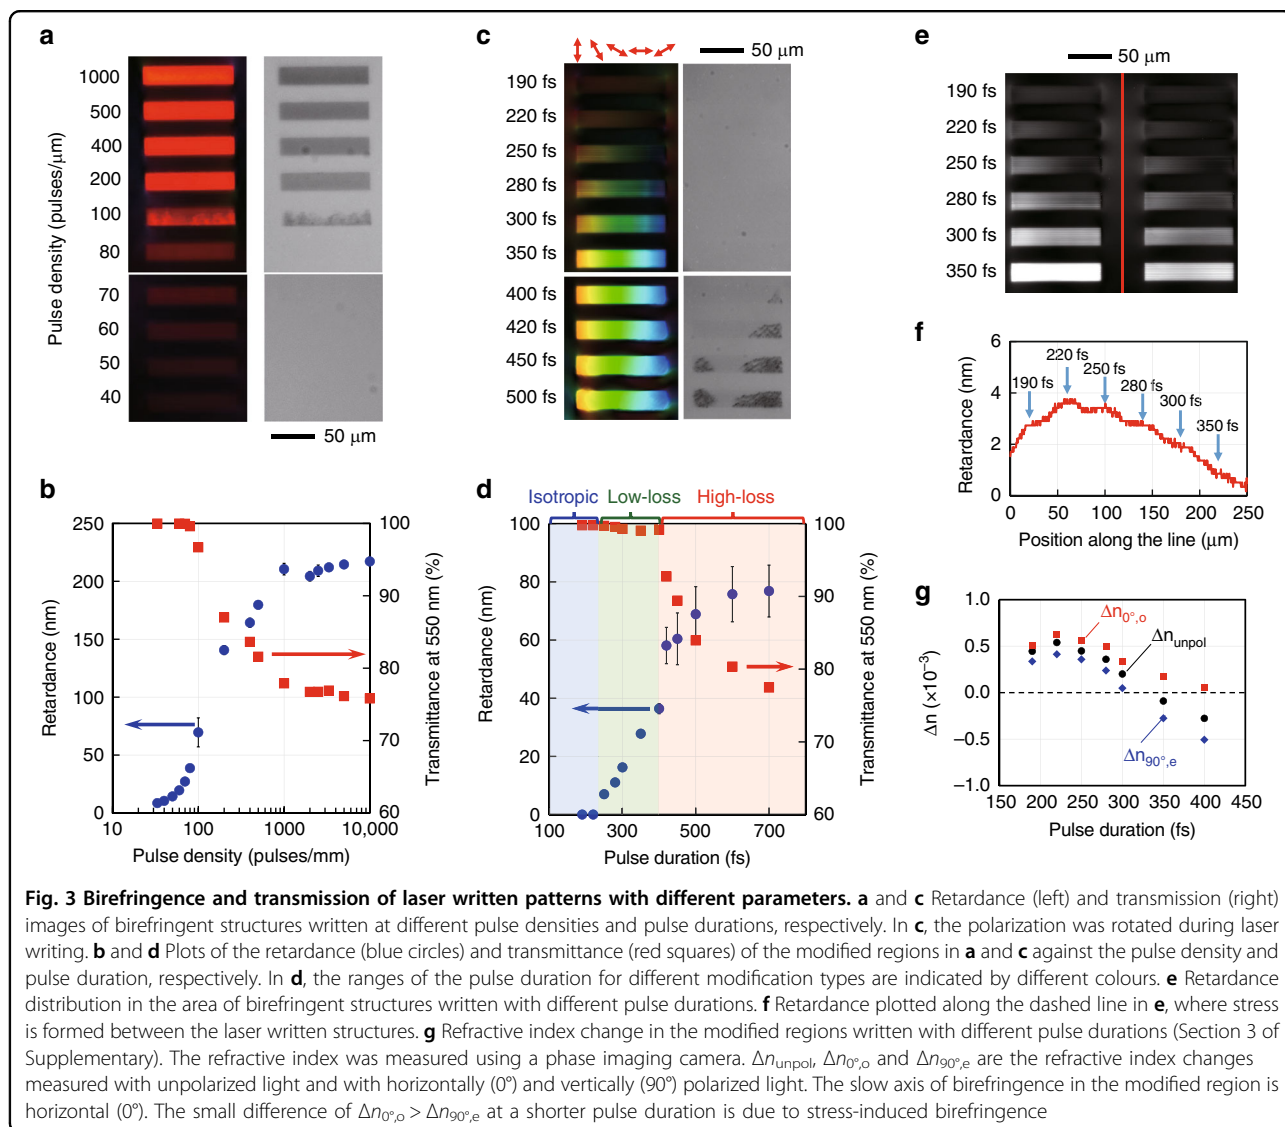 a
1000
500
400
200
100
80
70
60
50
40
Pulse density (pulses/μm)
50 μm
b
250
200
150
100
50
0
Retardance (nm)
100
90
80
70
60
Transmittance at 550 nm (%)
10
100
1000
10,000
Pulse density (pulses/mm)
c
50 μm
190 fs
220 fs
250 fs
280 fs
300 fs
350 fs
400 fs
420 fs
450 fs
500 fs
d
Isotropic
Low-loss
High-loss
100
80
60
40
20
0
Retardance (nm)
100
90
80
70
60
Transmittance at 550 nm (%)
100
300
500
700
Pulse duration (fs)
e
50 μm
190 fs
220 fs
250 fs
280 fs
300 fs
350 fs
f
6
4
2
0
Retardance (nm)
190 fs
220 fs
250 fs
280 fs
300 fs
350 fs
0
50
100
150
200
250
Position along the line (μm)
g
1.0
0.5
0.0
−0.5
−1.0
Δn (×10⁻³)
Δn0°,o
Δnunpol
Δn90°,e
150
200
250
300
350
400
450
Pulse duration (fs)
Fig. 3 Birefringence and transmission of laser written patterns with different parameters. a and c Retardance (left) and transmission (right)
images of birefringent structures written at different pulse densities and pulse durations, respectively. In c, the polarization was rotated during laser
writing. b and d Plots of the retardance (blue circles) and transmittance (red squares) of the modified regions in a and c against the pulse density and
pulse duration, respectively. In d, the ranges of the pulse duration for different modification types are indicated by different colours. e Retardance
distribution in the area of birefringent structures written with different pulse durations. f Retardance plotted along the dashed line in e, where stress
is formed between the laser written structures. g Refractive index change in the modified regions written with different pulse durations (Section 3 of
Supplementary). The refractive index was measured using a phase imaging camera. Δnunpol, Δn0°,o and Δn90°,e are the refractive index changes
measured with unpolarized light and with horizontally (0°) and vertically (90°) polarized light. The slow axis of birefringence in the modified region is
horizontal (0°). The small difference of Δn0°,o > Δn90°,e at a shorter pulse duration is due to stress-induced birefringence